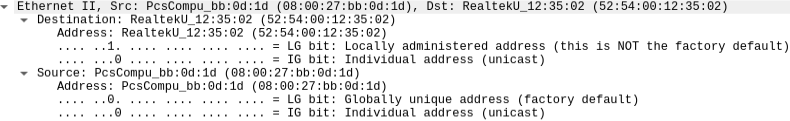 Ethernet II, Src: PcsCompu_bb:0d:1d (08:00:27:bb:0d:1d), Dst: RealtekU_12:35:02 (52:54:00:12:35:02)
Destination: RealtekU_12:35:02 (52:54:00:12:35:02)
Address: RealtekU_12:35:02 (52:54:00:12:35:02)
.... ..1. .... .... .... .... = LG bit: Locally administered address (this is NOT the factory default)
.... ...0 .... .... .... .... = IG bit: Individual address (unicast)
Source: PcsCompu_bb:0d:1d (08:00:27:bb:0d:1d)
Address: PcsCompu_bb:0d:1d (08:00:27:bb:0d:1d)
.... ..0. .... .... .... .... = LG bit: Globally unique address (factory default)
.... ...0 .... .... .... .... = IG bit: Individual address (unicast)